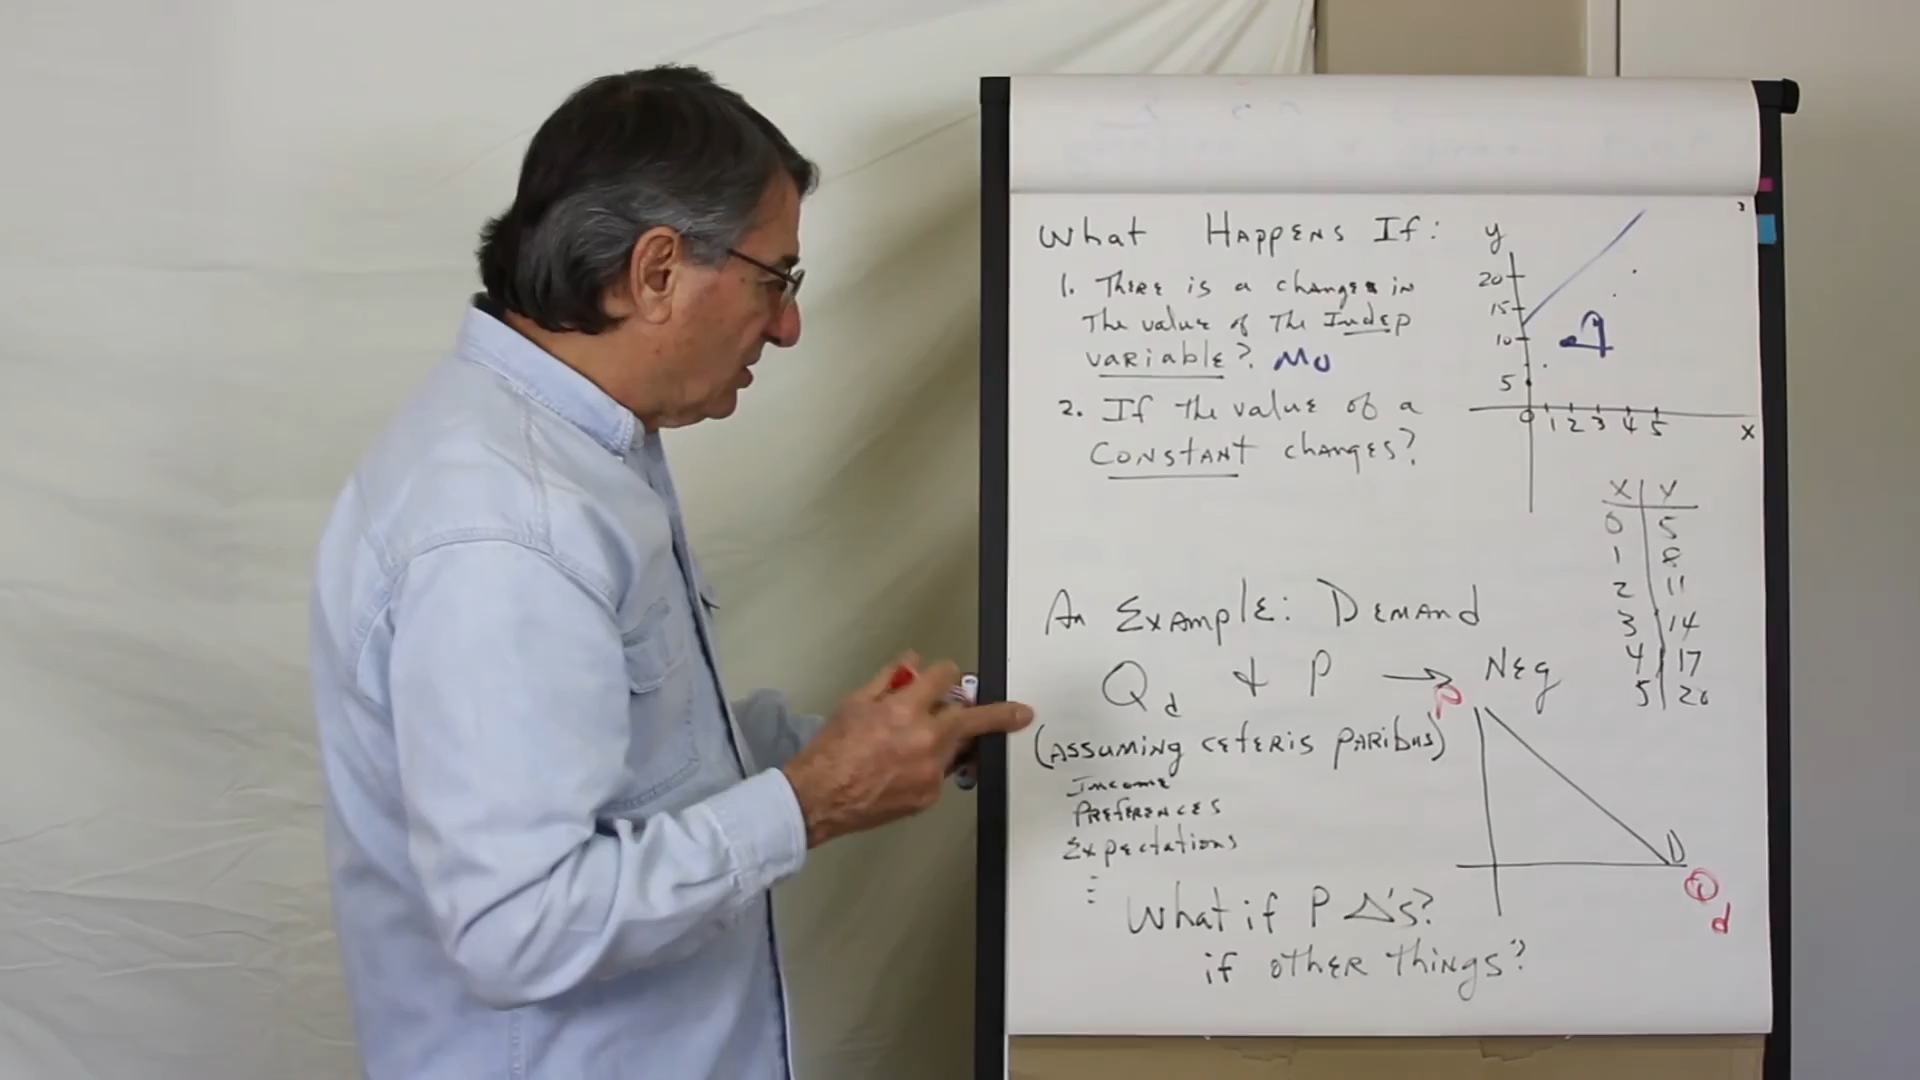 What Happens If:
1. There is a change in
the value of the Indep
variable? Mo
2. If the value of a
Constant changes?
y
20
15
10
5
0 1 2 3 4 5
x
X Y
0 5
1 8
2 11
3 14
4 17
5 20
An Example: Demand
Qd & P → Neg
(Assuming ceteris paribus)
Income
Preferences
Expectations
⋮
What if P Δ's?
if other things?
P
D
Q
d